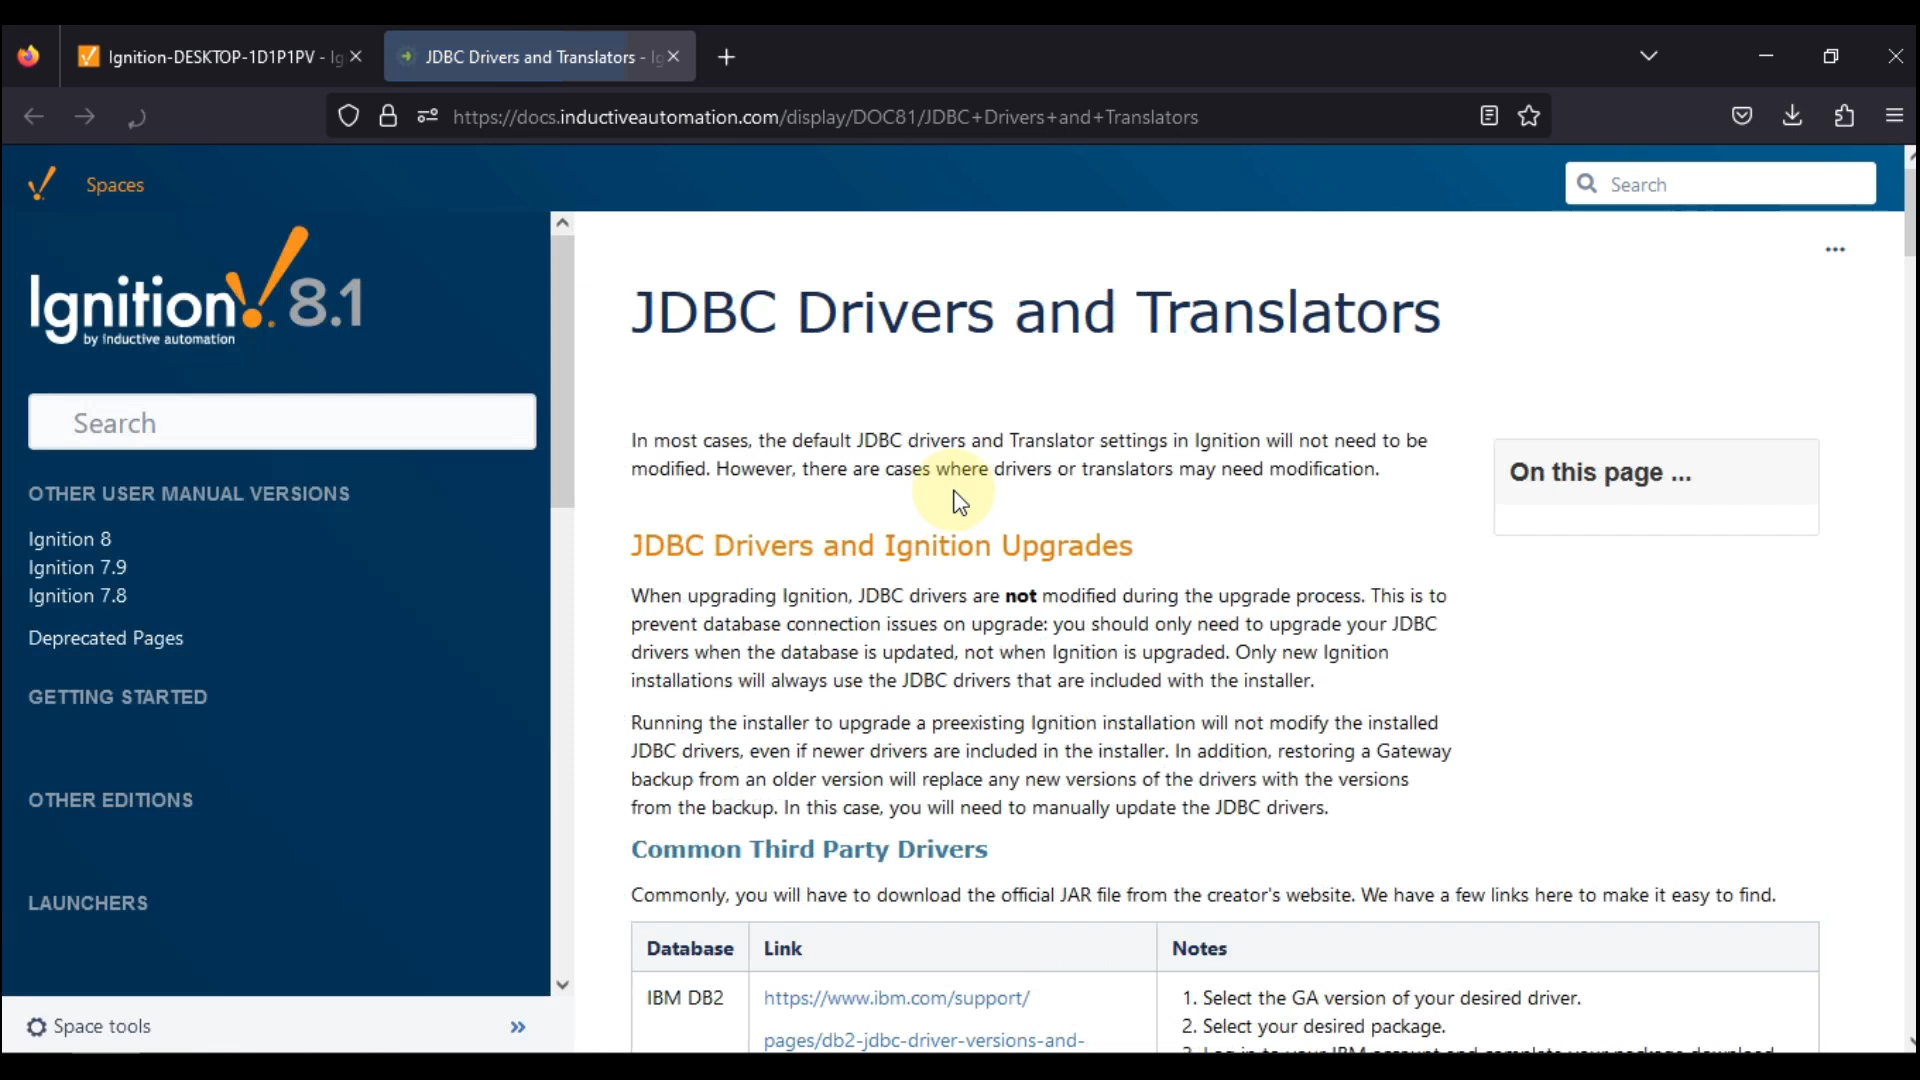 Ignition-DESKTOP-1D1P1PV - Ig
JDBC Drivers and Translators - Ig
https://docs.inductiveautomation.com/display/DOC81/JDBC+Drivers+and+Translators
Spaces
Search
Ignition 8.1
by inductive automation
Search
OTHER USER MANUAL VERSIONS
Ignition 8
Ignition 7.9
Ignition 7.8
Deprecated Pages
GETTING STARTED
OTHER EDITIONS
LAUNCHERS
Space tools
JDBC Drivers and Translators
In most cases, the default JDBC drivers and Translator settings in Ignition will not need to be
modified. However, there are cases where drivers or translators may need modification.
On this page ...
JDBC Drivers and Ignition Upgrades
When upgrading Ignition, JDBC drivers are not modified during the upgrade process. This is to
prevent database connection issues on upgrade: you should only need to upgrade your JDBC
drivers when the database is updated, not when Ignition is upgraded. Only new Ignition
installations will always use the JDBC drivers that are included with the installer.
Running the installer to upgrade a preexisting Ignition installation will not modify the installed
JDBC drivers, even if newer drivers are included in the installer. In addition, restoring a Gateway
backup from an older version will replace any new versions of the drivers with the versions
from the backup. In this case, you will need to manually update the JDBC drivers.
Common Third Party Drivers
Commonly, you will have to download the official JAR file from the creator's website. We have a few links here to make it easy to find.
Database Link Notes
IBM DB2 https://www.ibm.com/support/ 1. Select the GA version of your desired driver.
2. Select your desired package.
pages/db2-jdbc-driver-versions-and-
3. Log in to your IBM account and complete your package download.